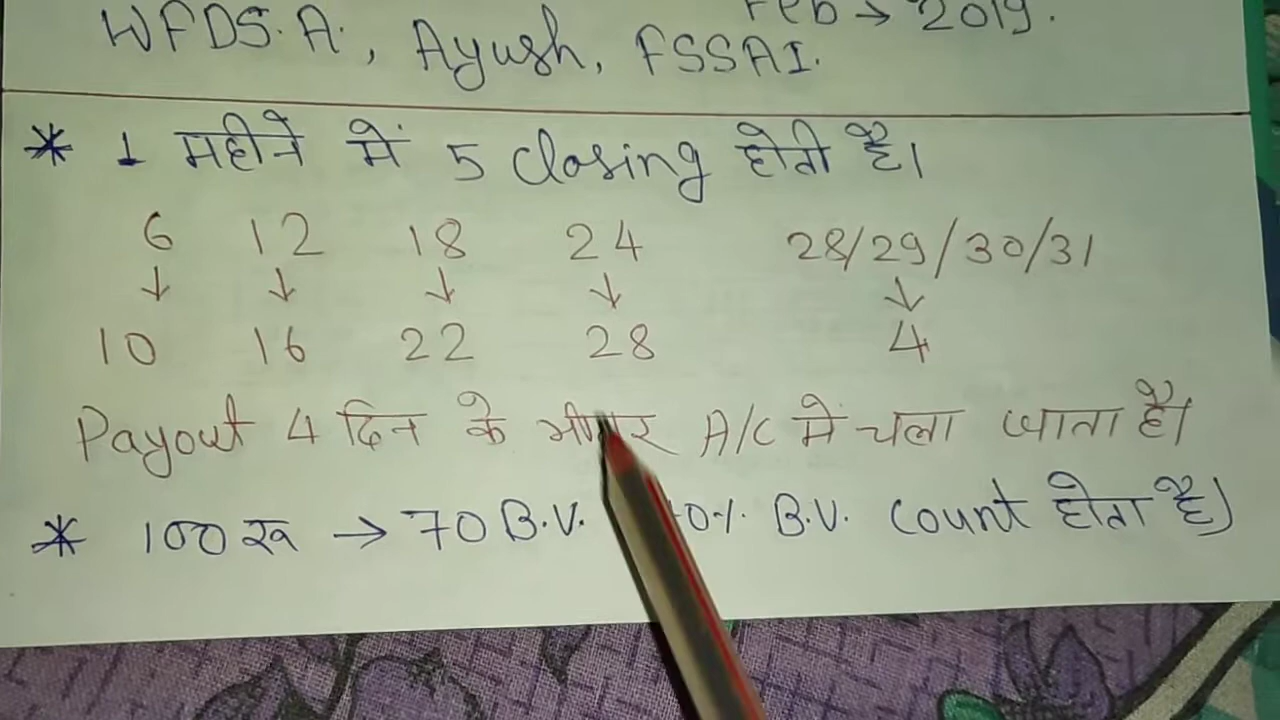 Feb → 2019.
WFDS.A., Ayush, FSSAI.
* 1 महीने में 5 Closing होती है।
6 12 18 24 28/29/30/31
↓ ↓ ↓ ↓ ↓
10 16 22 28 4
Payout 4 दिन के A/C में चला जाता है।
* 100 रू → 70 B.V. B.V. Count होता है)